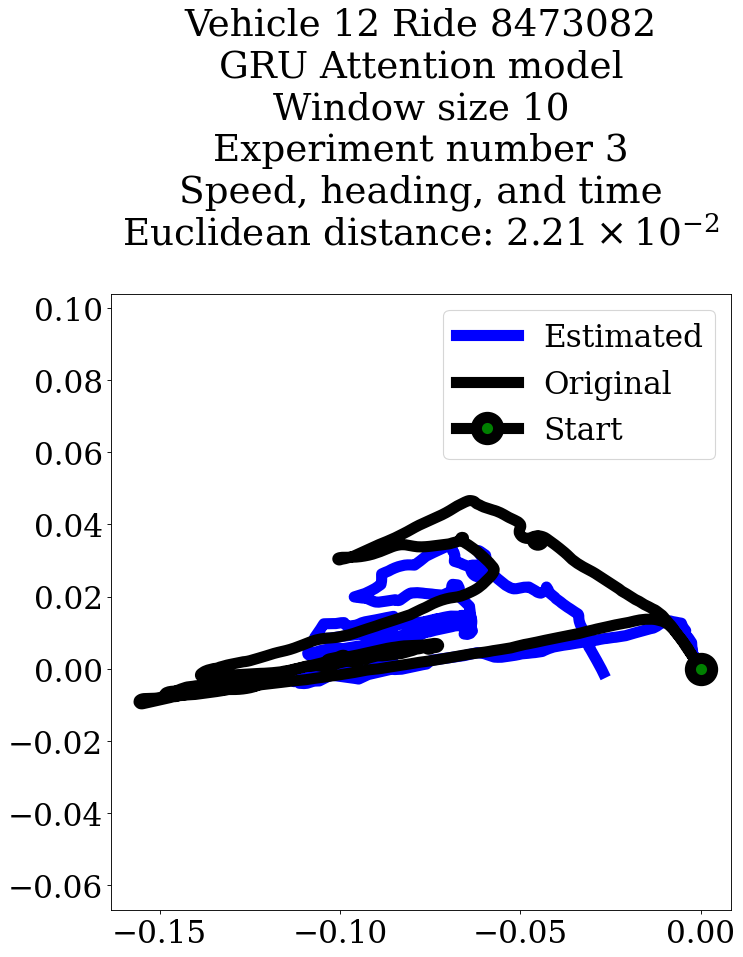 Vehicle 12 Ride 8473082
GRU Attention model
Window size 10
Experiment number 3
Speed, heading, and time
Euclidean distance: 2.21 × 10⁻²
0.10
0.08
0.06
0.04
0.02
0.00
−0.02
−0.04
−0.06
Estimated
Original
Start
−0.15
−0.10
−0.05
0.00